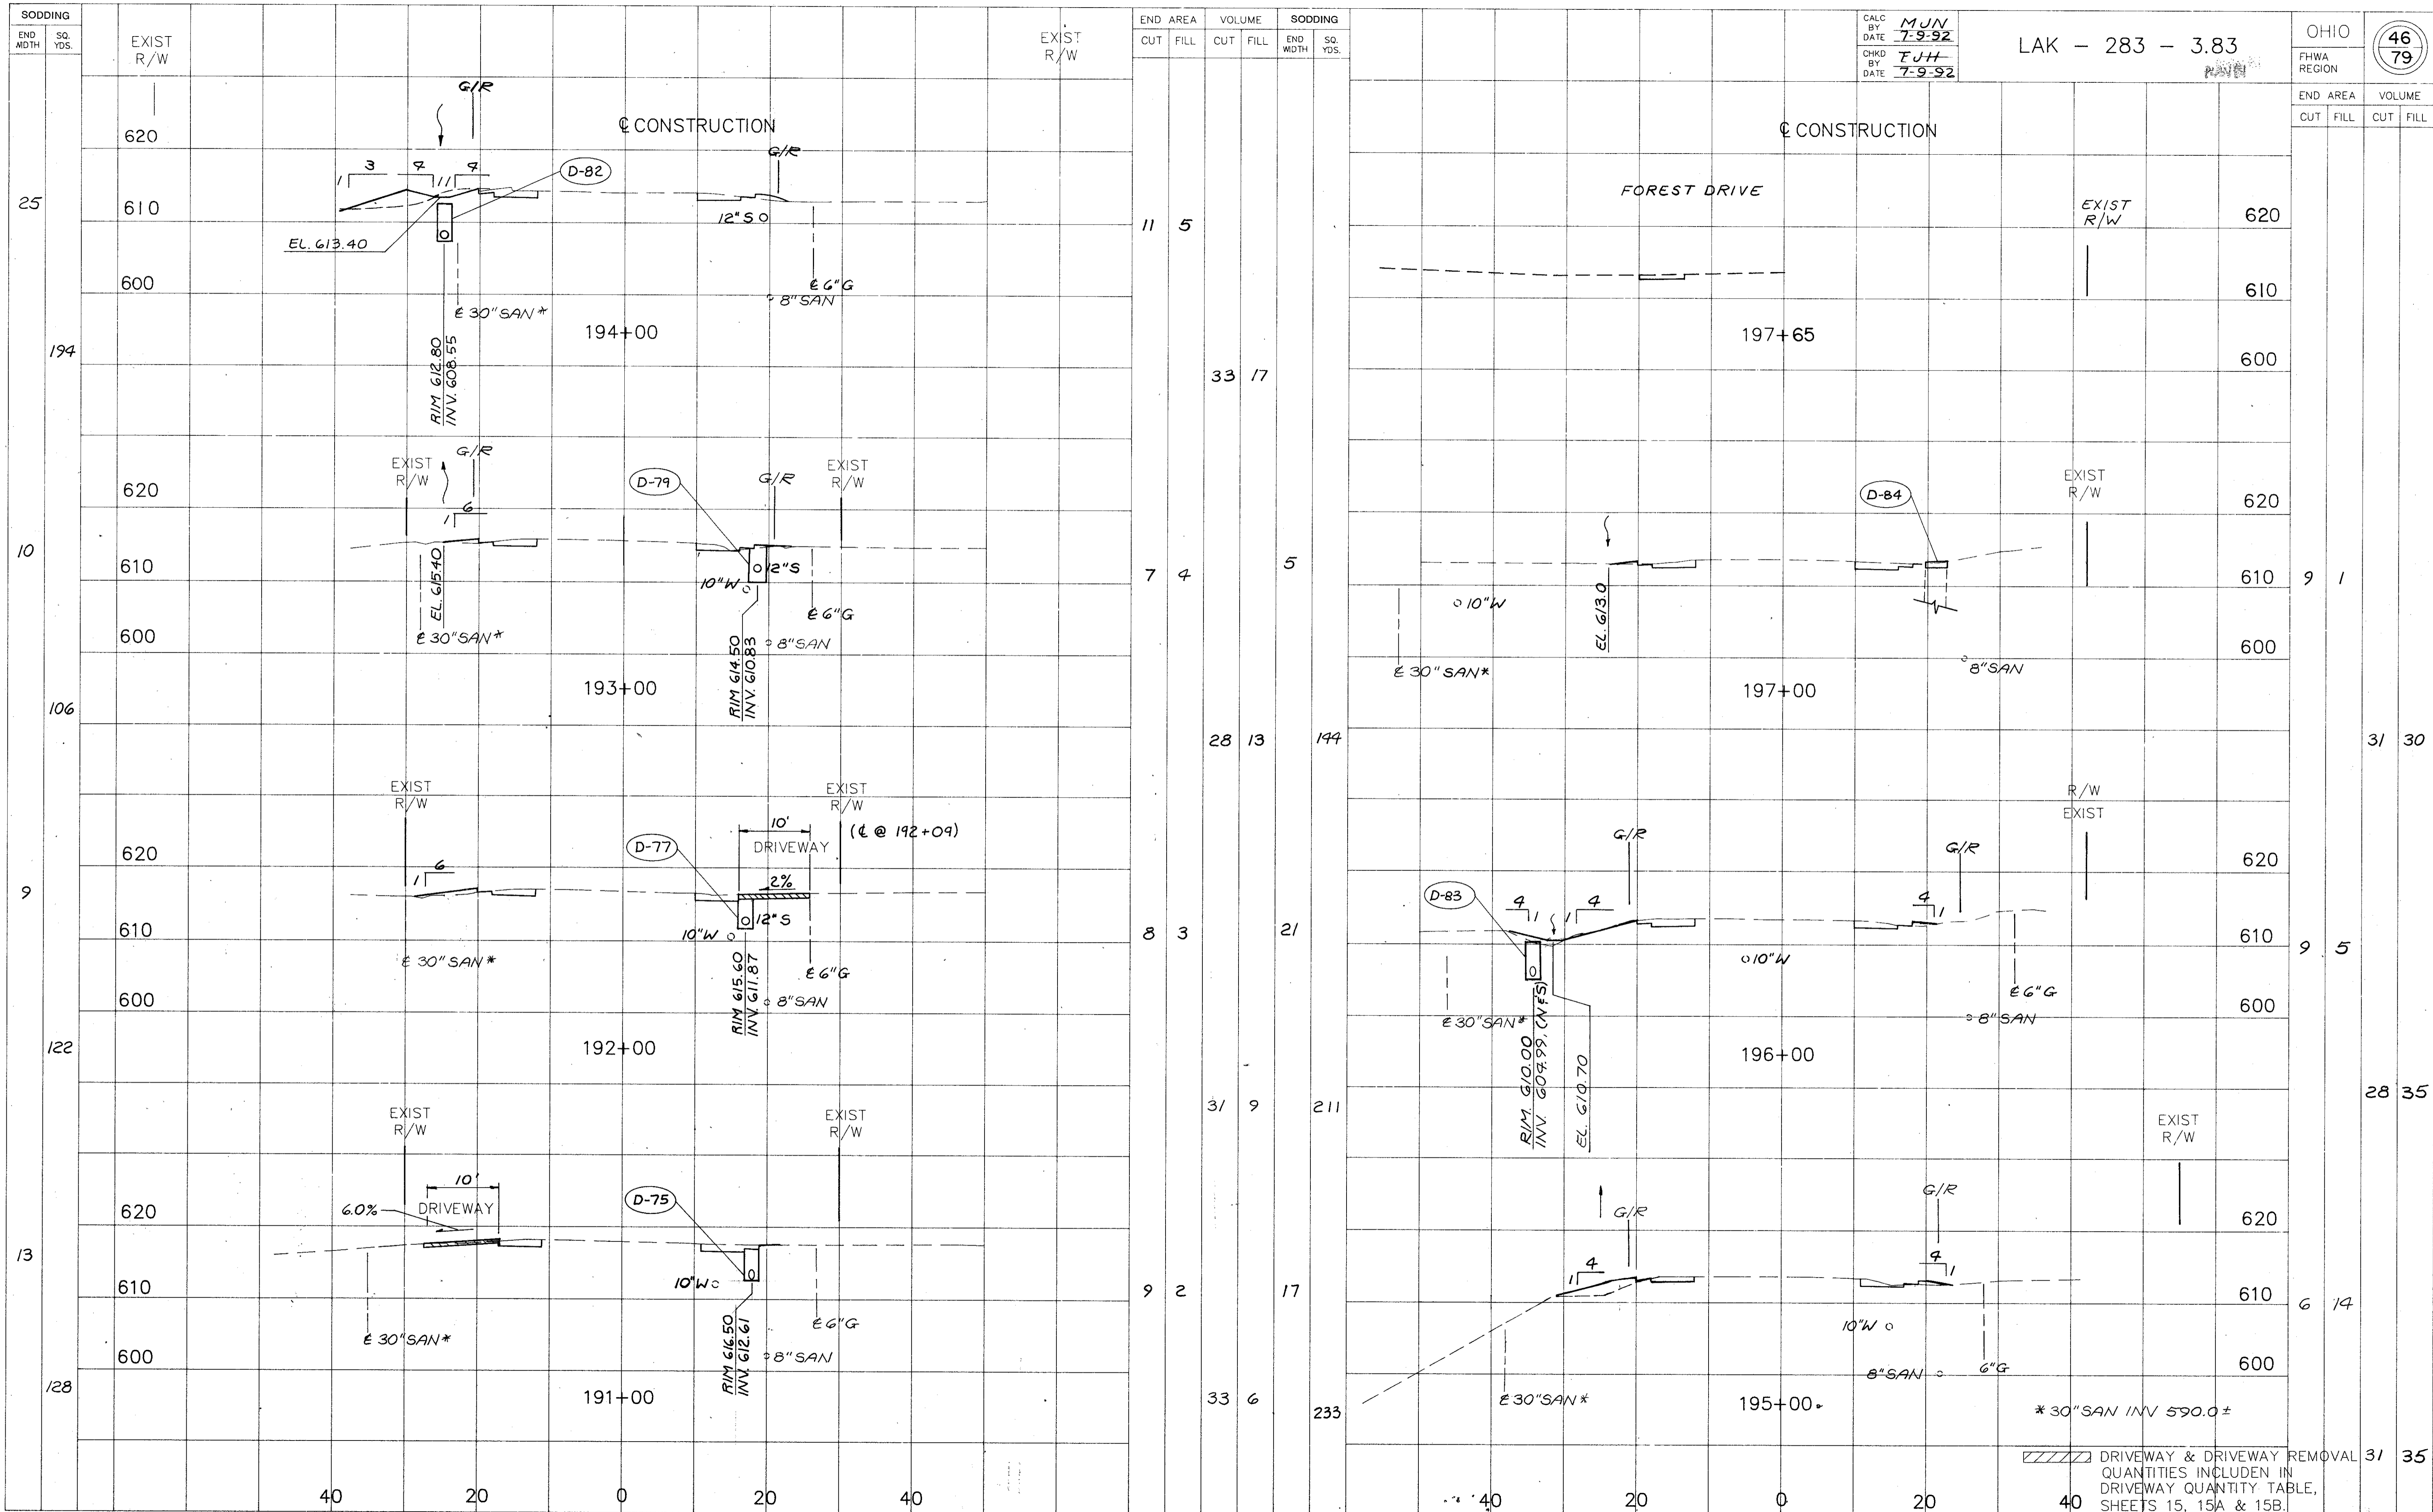 SODDING
END WIDTH
SQ. YDS.
END AREA
VOLUME
SODDING
CUT
FILL
CUT
FILL
END WIDTH
SQ. YDS.
CALC BY MJN
DATE 7-9-92
CHKD BY EJH
DATE 7-9-92
LAK - 283 - 3.83
OHIO
FHWA REGION
46
79
END AREA
VOLUME
CUT
FILL
CUT
FILL
EXIST
R/W
EXIST
R/W
G/R
℄ CONSTRUCTION
G/R
620
3
4
4
1
11
D-82
25
610
12"S
11
5
EL. 613.40
600
℄ 6"G
8"SAN
℄ 30"SAN*
194+00
194
RIM 612.80
INV. 608.55
33
17
EXIST
R/W
G/R
D-79
G/R
EXIST
R/W
620
6
1
10
610
EL. 615.40
12"S
10"W
7
4
600
℄ 30"SAN*
℄ 6"G
8"SAN
193+00
RIM 614.50
INV. 610.83
106
28
13
EXIST
R/W
EXIST
R/W
10'
(℄ @ 192+09)
D-77
DRIVEWAY
620
6
1
2%
9
12"S
610
10"W
8
3
℄ 30"SAN*
℄ 6"G
600
8"SAN
RIM 615.60
INV. 611.87
122
192+00
31
9
EXIST
R/W
EXIST
R/W
10'
6.0%
DRIVEWAY
D-75
620
13
610
10"W
9
2
℄ 30"SAN*
℄ 6"G
600
8"SAN
RIM 616.50
INV. 612.61
128
191+00
33
6
40
20
0
20
40
℄ CONSTRUCTION
FOREST DRIVE
EXIST
R/W
620
610
197+65
600
EXIST
R/W
D-84
620
5
610
9
1
10"W
EL. 613.0
600
℄ 30"SAN*
8"SAN
197+00
144
31
30
R/W
EXIST
G/R
G/R
620
D-83
4
1
1
4
4
1
21
610
9
5
10"W
℄ 6"G
℄ 30"SAN*
8"SAN
600
RIM. 610.00
INV. 604.99, (N&S)
EL. 610.70
196+00
211
28
35
EXIST
R/W
G/R
G/R
620
4
1
4
1
17
610
6
14
10"W
8"SAN
6"G
600
℄ 30"SAN*
195+00
233
* 30"SAN INV 590.0±
31
35
DRIVEWAY & DRIVEWAY REMOVAL
QUANTITIES INCLUDEN IN
DRIVEWAY QUANTITY TABLE,
SHEETS 15, 15A & 15B.
40
20
0
20
40